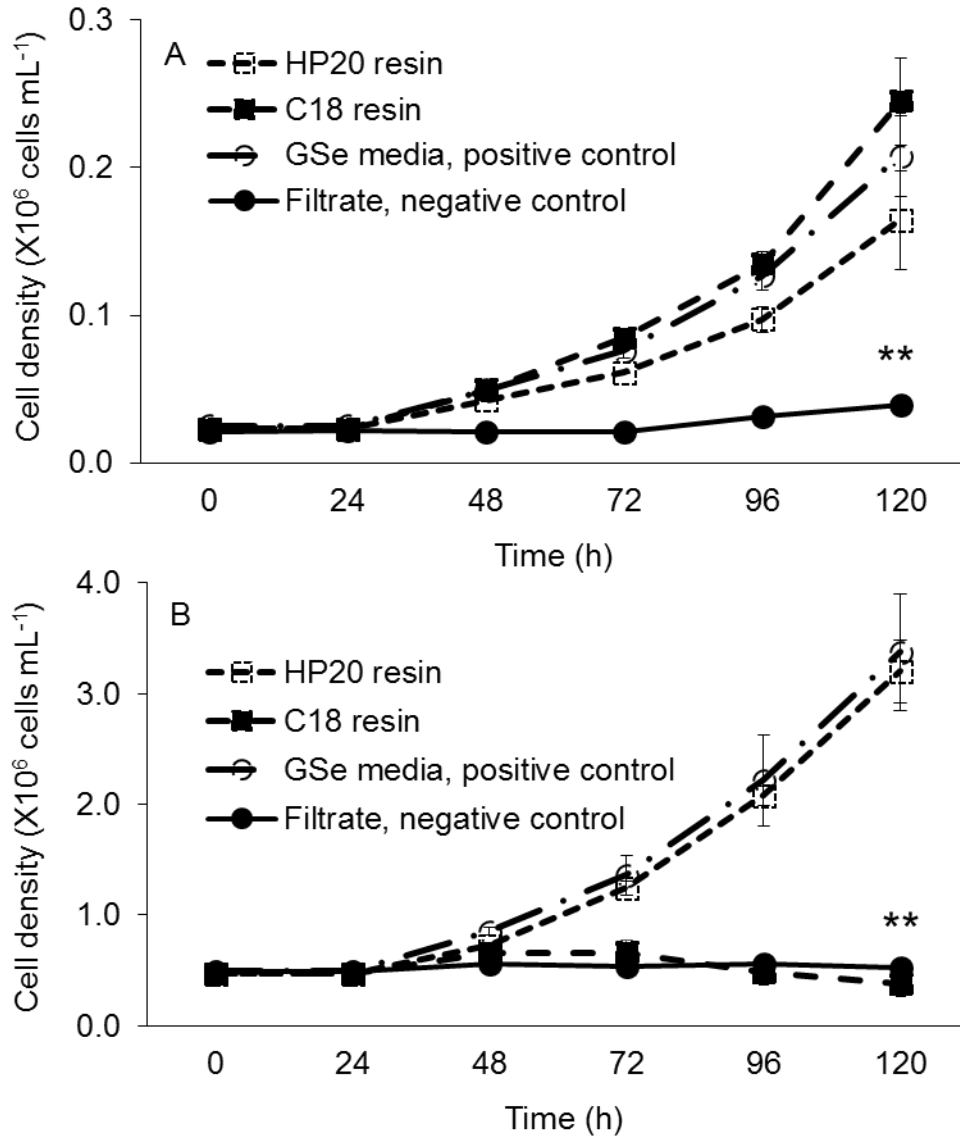 Cell density (X10⁶ cells mL⁻¹)
0.3
0.2
0.1
0.0
A
HP20 resin
C18 resin
GSe media, positive control
Filtrate, negative control
**
0 24 48 72 96 120
Time (h)
Cell density (X10⁶ cells mL⁻¹)
4.0
3.0
2.0
1.0
0.0
B
HP20 resin
C18 resin
GSe media, positive control
Filtrate, negative control
**
0 24 48 72 96 120
Time (h)